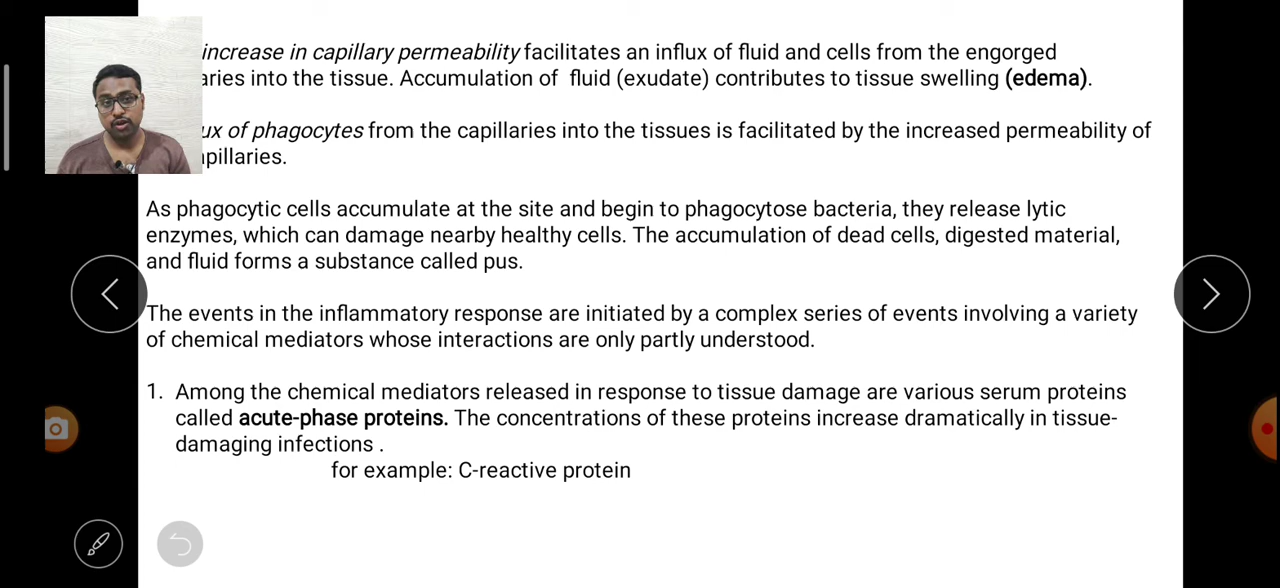 increase in capillary permeability facilitates an influx of fluid and cells from the engorged
aries into the tissue. Accumulation of fluid (exudate) contributes to tissue swelling (edema).
ux of phagocytes from the capillaries into the tissues is facilitated by the increased permeability of
pillaries.
As phagocytic cells accumulate at the site and begin to phagocytose bacteria, they release lytic
enzymes, which can damage nearby healthy cells. The accumulation of dead cells, digested material,
and fluid forms a substance called pus.
The events in the inflammatory response are initiated by a complex series of events involving a variety
of chemical mediators whose interactions are only partly understood.
1. Among the chemical mediators released in response to tissue damage are various serum proteins
called acute-phase proteins. The concentrations of these proteins increase dramatically in tissue-
damaging infections .
for example: C-reactive protein